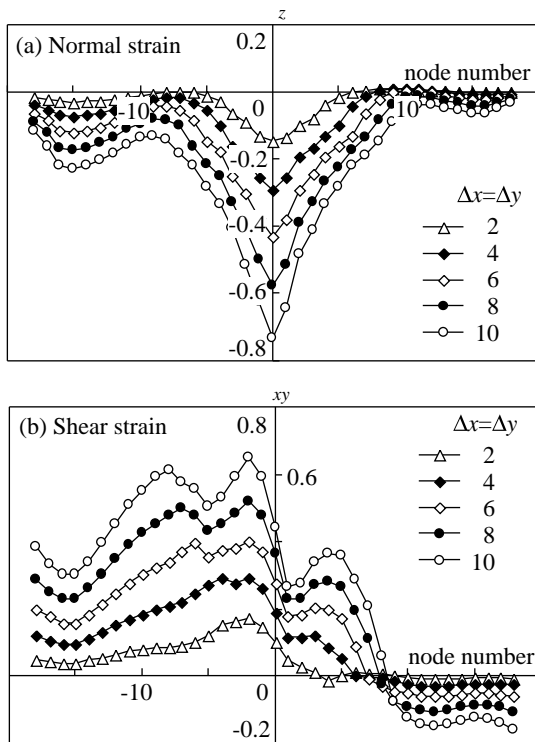 z
(a) Normal strain
0.2
node number
-10
0
10
-0.2
-0.4
-0.6
-0.8
Δx=Δy
2
4
6
8
10
xy
(b) Shear strain
0.8
0.6
Δx=Δy
2
4
6
8
10
node number
-10
0
-0.2